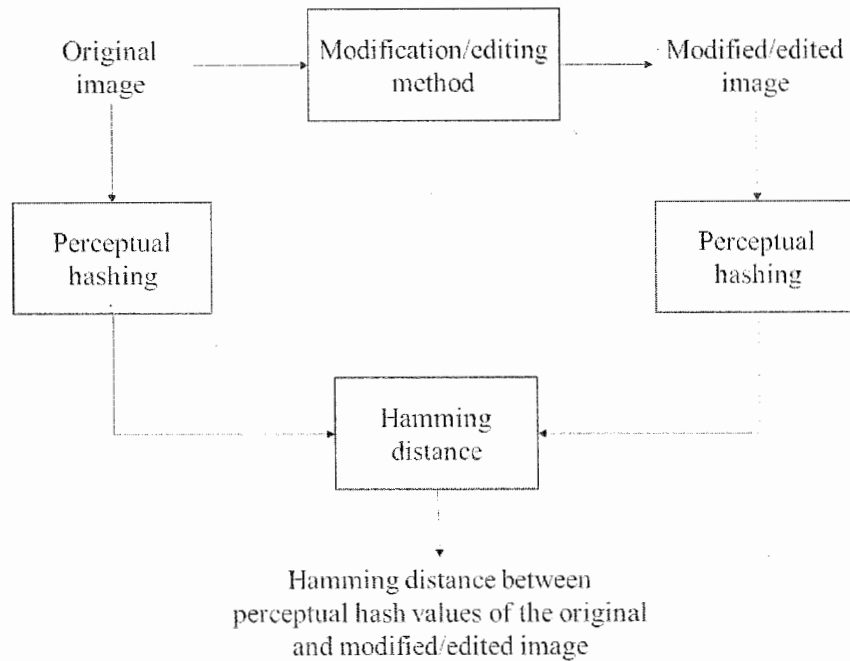 Original
image
Modification/editing
method
Modified/edited
image
Perceptual
hashing
Perceptual
hashing
Hamming
distance
Hamming distance between
perceptual hash values of the original
and modified/edited image